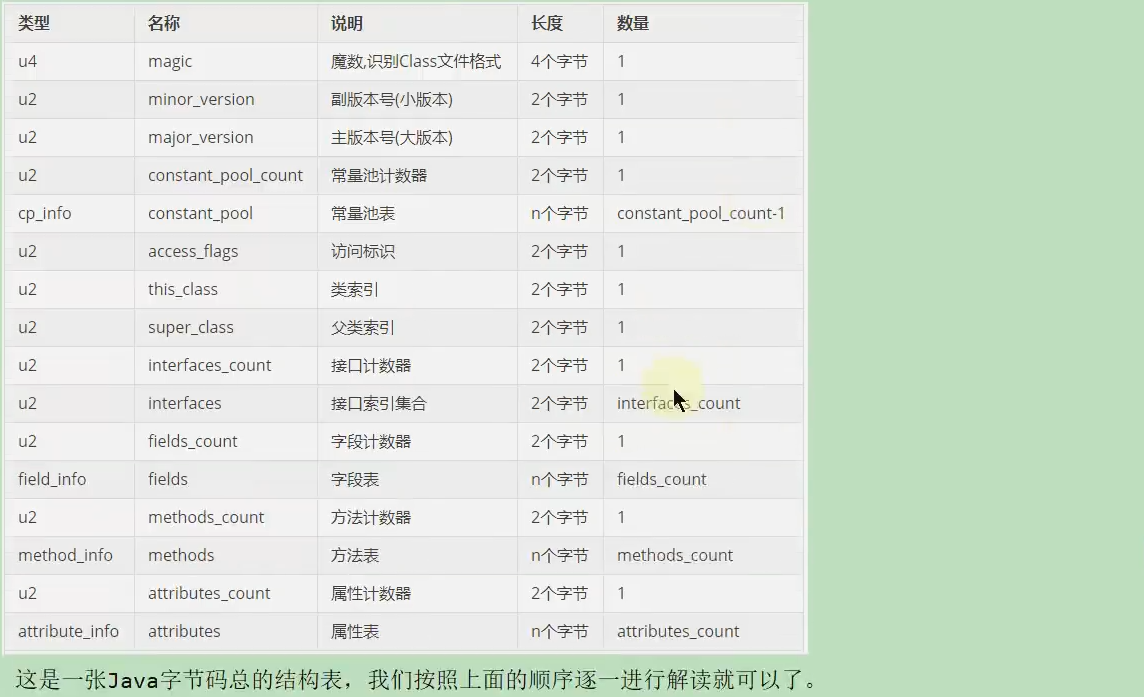 类型 名称 说明 长度 数量
u4 magic 魔数,识别Class文件格式 4个字节 1
u2 minor_version 副版本号(小版本) 2个字节 1
u2 major_version 主版本号(大版本) 2个字节 1
u2 constant_pool_count 常量池计数器 2个字节 1
cp_info constant_pool 常量池表 n个字节 constant_pool_count-1
u2 access_flags 访问标识 2个字节 1
u2 this_class 类索引 2个字节 1
u2 super_class 父类索引 2个字节 1
u2 interfaces_count 接口计数器 2个字节 1
u2 interfaces 接口索引集合 2个字节 interfaces_count
u2 fields_count 字段计数器 2个字节 1
field_info fields 字段表 n个字节 fields_count
u2 methods_count 方法计数器 2个字节 1
method_info methods 方法表 n个字节 methods_count
u2 attributes_count 属性计数器 2个字节 1
attribute_info attributes 属性表 n个字节 attributes_count
这是一张Java字节码总的结构表，我们按照上面的顺序逐一进行解读就可以了。